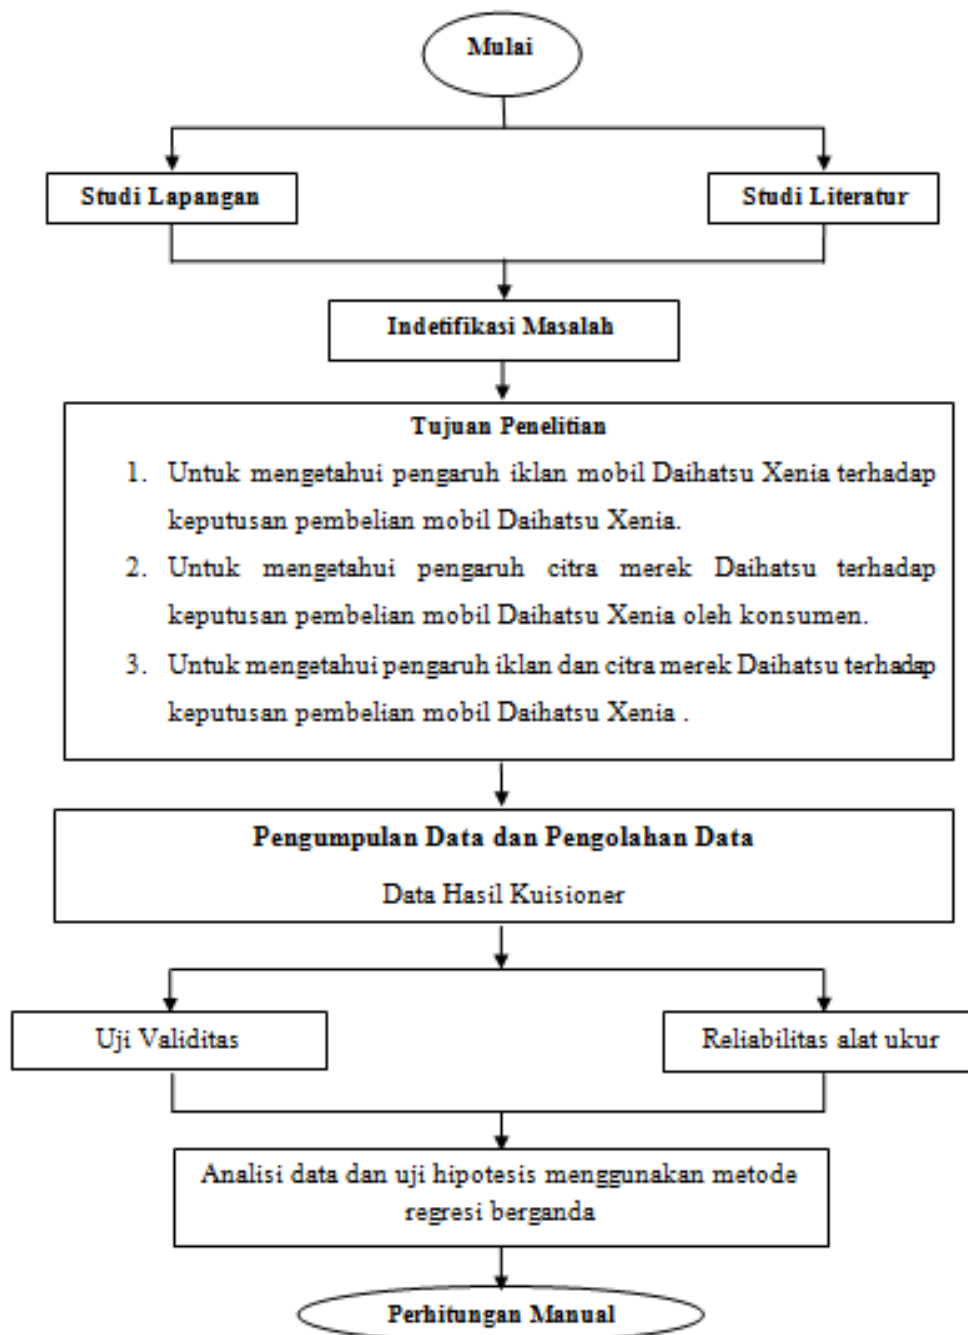 Mulai
Studi Lapangan
Studi Literatur
Indetifikasi Masalah
Tujuan Penelitian
1. Untuk mengetahui pengaruh iklan mobil Daihatsu Xenia terhadap
keputusan pembelian mobil Daihatsu Xenia.
2. Untuk mengetahui pengaruh citra merek Daihatsu terhadap
keputusan pembelian mobil Daihatsu Xenia oleh konsumen.
3. Untuk mengetahui pengaruh iklan dan citra merek Daihatsu terhadap
keputusan pembelian mobil Daihatsu Xenia .
Pengumpulan Data dan Pengolahan Data
Data Hasil Kuisioner
Uji Validitas
Reliabilitas alat ukur
Analisi data dan uji hipotesis menggunakan metode
regresi berganda
Perhitungan Manual